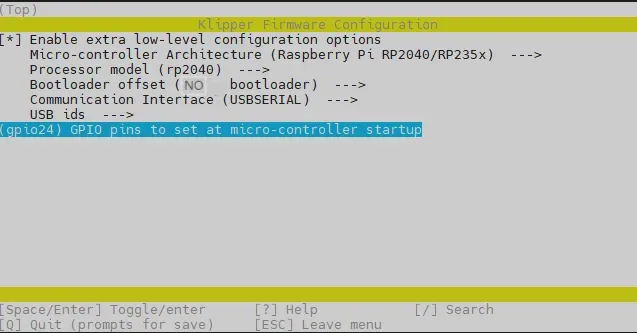 (Top)
Klipper Firmware Configuration
[*] Enable extra low-level configuration options
Micro-controller Architecture (Raspberry Pi RP2040/RP235x) --->
Processor model (rp2040) --->
Bootloader offset (NO bootloader) --->
Communication Interface (USBSERIAL) --->
USB ids --->
(gpio24) GPIO pins to set at micro-controller startup
[Space/Enter] Toggle/enter [?] Help [/] Search
[Q] Quit (prompts for save) [ESC] Leave menu